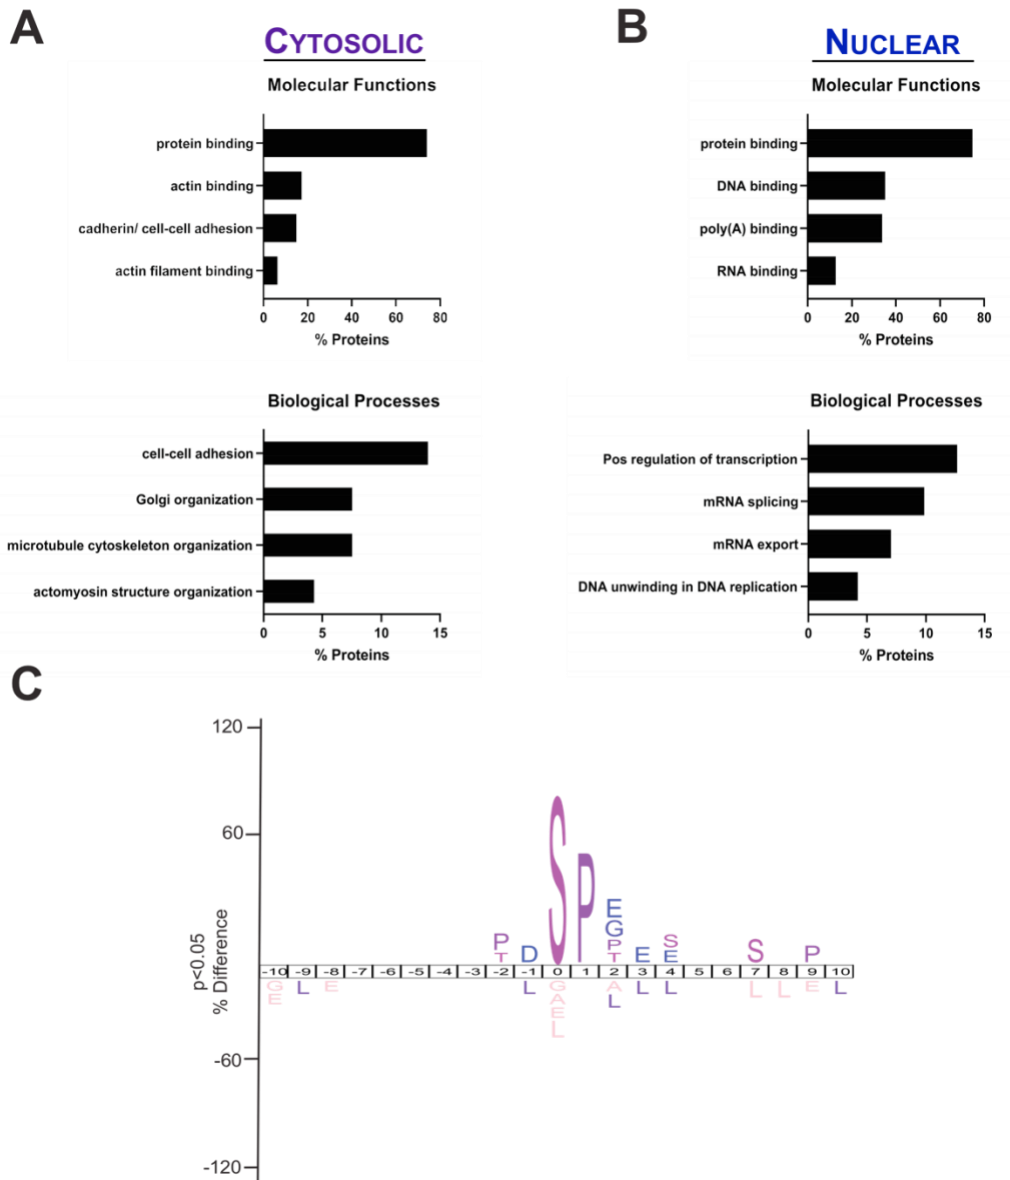 A
CYTOSOLIC
Molecular Functions
protein binding
actin binding
cadherin/ cell-cell adhesion
actin filament binding
0 20 40 60 80
% Proteins
Biological Processes
cell-cell adhesion
Golgi organization
microtubule cytoskeleton organization
actomyosin structure organization
0 5 10 15
% Proteins
B
NUCLEAR
Molecular Functions
protein binding
DNA binding
poly(A) binding
RNA binding
0 20 40 60 80
% Proteins
Biological Processes
Pos regulation of transcription
mRNA splicing
mRNA export
DNA unwinding in DNA replication
0 5 10 15
% Proteins
C
120
60
-60
-120
p<0.05
% Difference
S P
E
G
P S P S P
T D T E E
-10 -9 -8 -7 -6 -5 -4 -3 -2 -1 0 1 2 3 4 5 6 7 8 9 10
G L E L G A L L L L E L
E A L
E
L